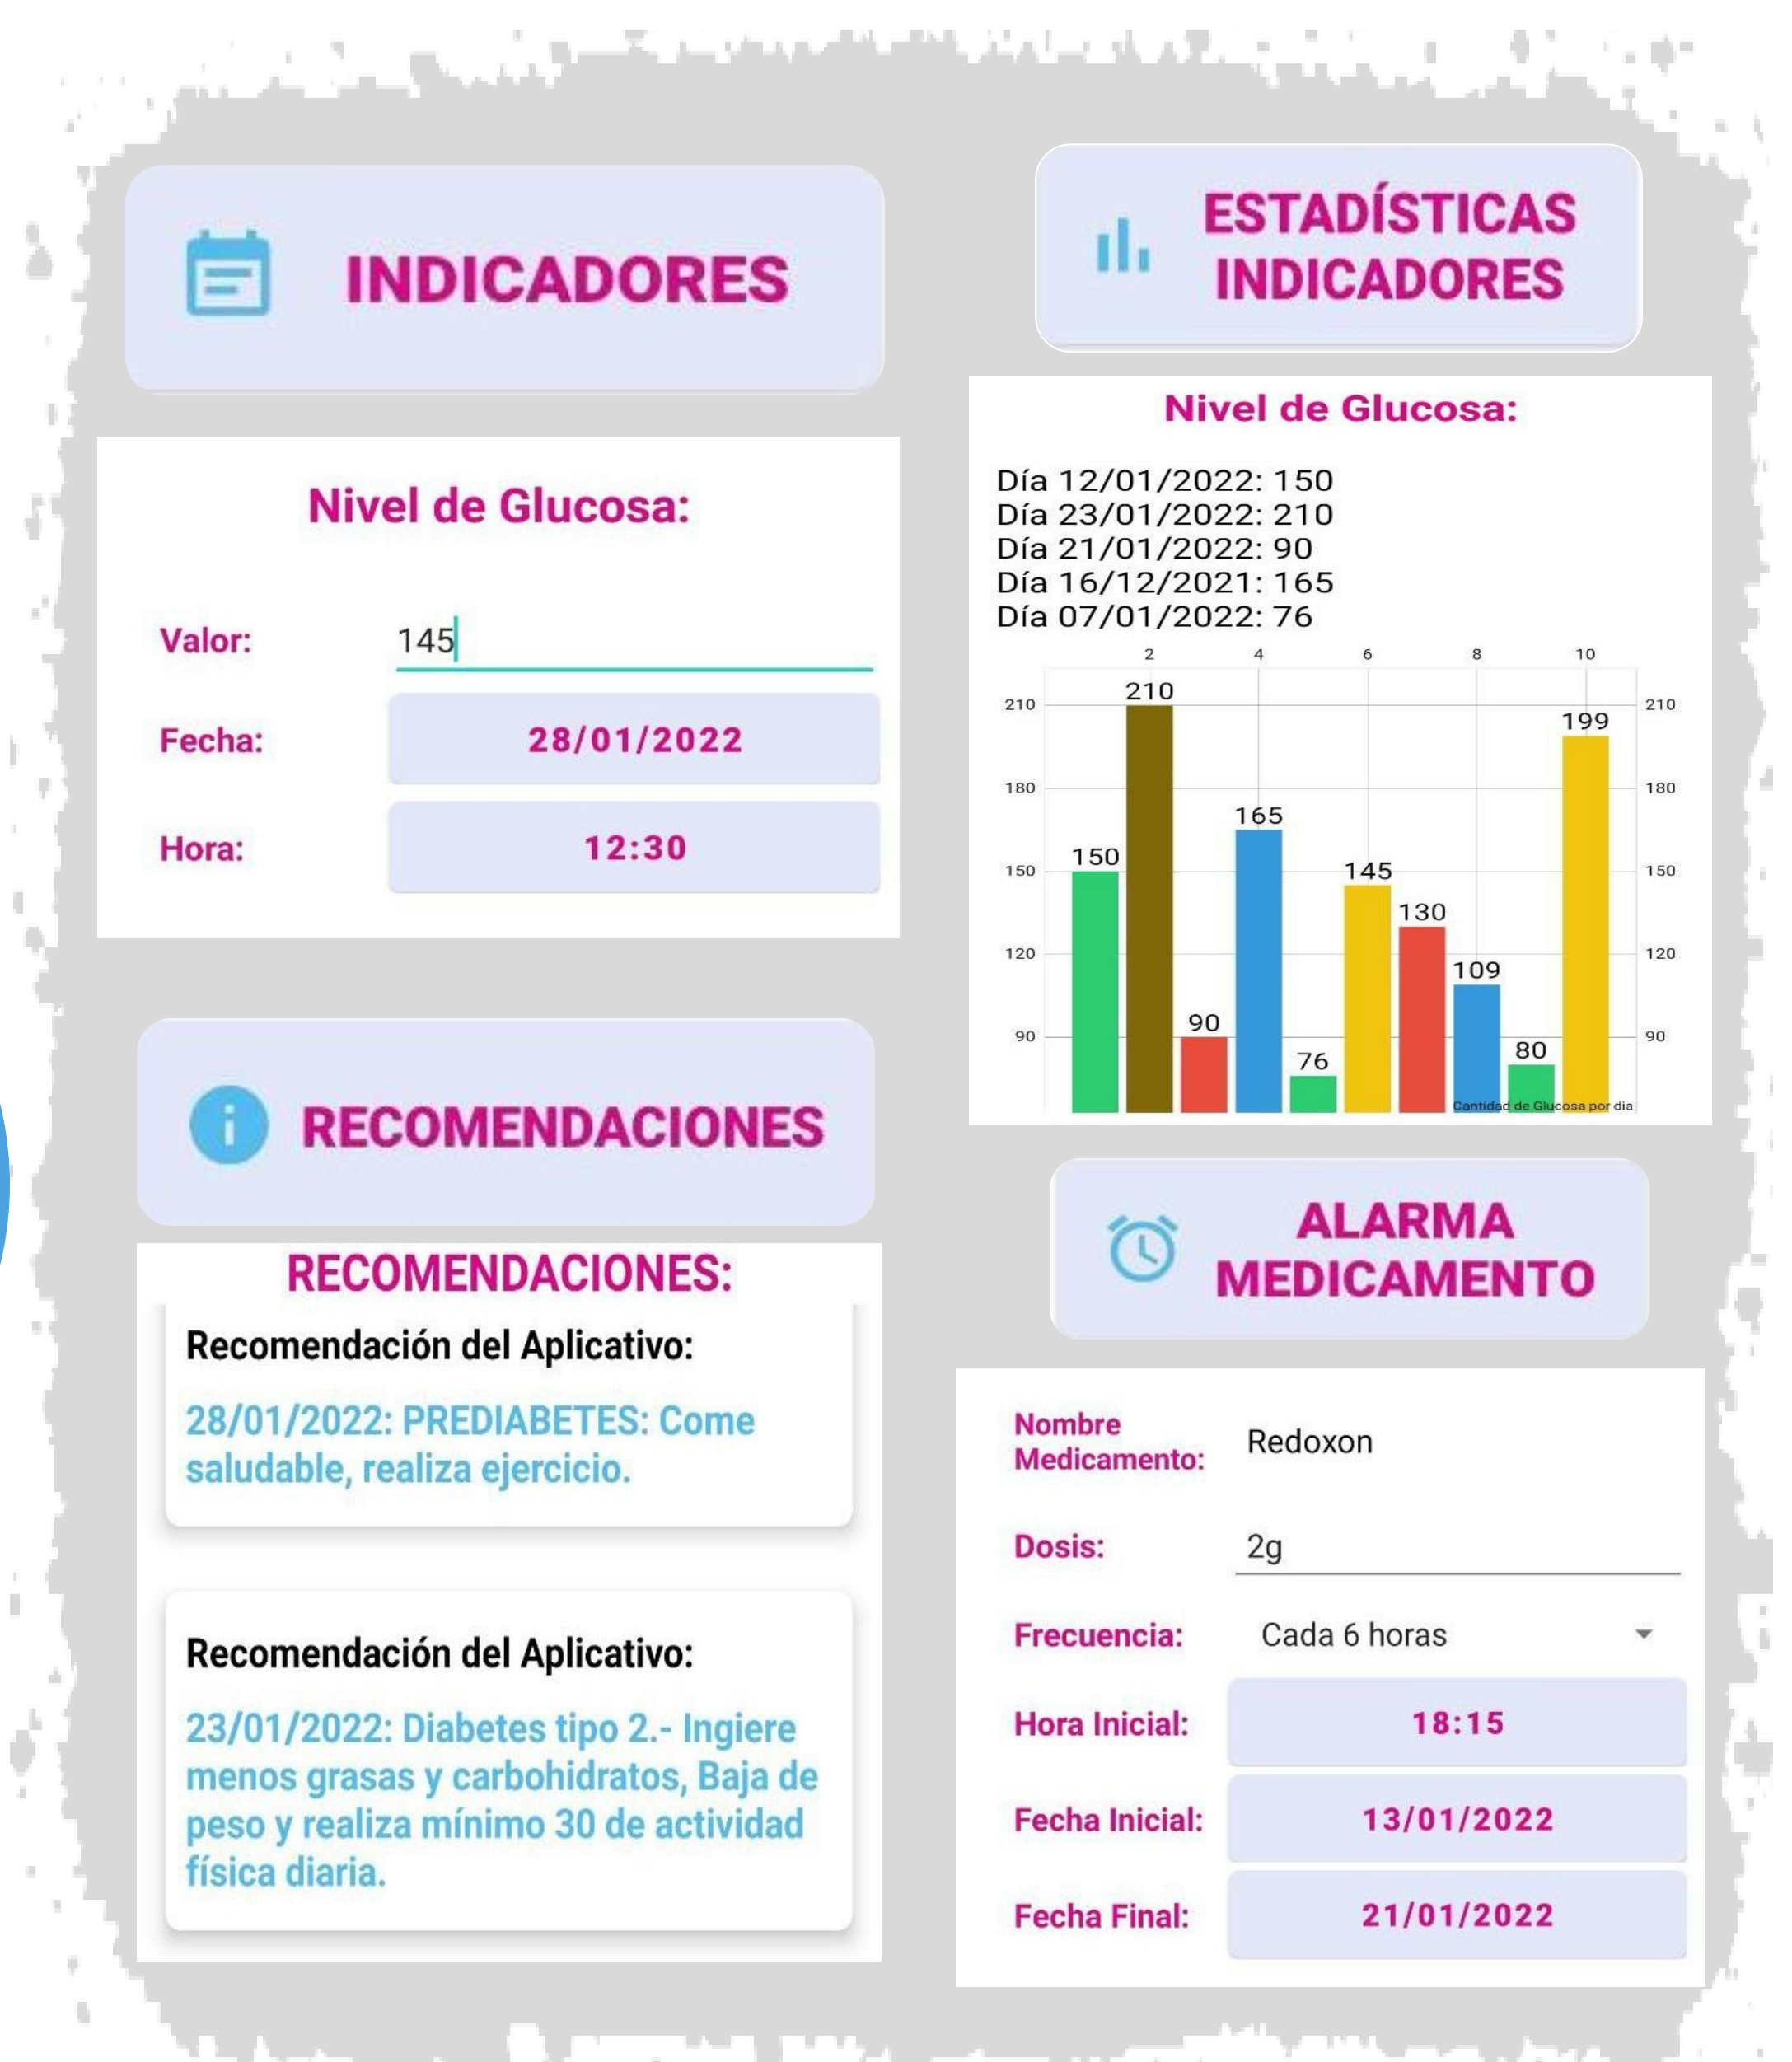 INDICADORES
Nivel de Glucosa:
Valor: 145
Fecha: 28/01/2022
Hora: 12:30
RECOMENDACIONES
RECOMENDACIONES:
Recomendación del Aplicativo:
28/01/2022: PREDIABETES: Come
saludable, realiza ejercicio.
Recomendación del Aplicativo:
23/01/2022: Diabetes tipo 2.- Ingiere
menos grasas y carbohidratos, Baja de
peso y realiza mínimo 30 de actividad
física diaria.
ESTADÍSTICAS
INDICADORES
Nivel de Glucosa:
Día 12/01/2022: 150
Día 23/01/2022: 210
Día 21/01/2022: 90
Día 16/12/2021: 165
Día 07/01/2022: 76
2 4 6 8 10
210
210 210
199
180 180
165
150
150 145 150
130
120 120
109
90
90 90
76 80
Cantidad de Glucosa por dia
ALARMA
MEDICAMENTO
Nombre
Medicamento: Redoxon
Dosis: 2g
Frecuencia: Cada 6 horas
Hora Inicial: 18:15
Fecha Inicial: 13/01/2022
Fecha Final: 21/01/2022